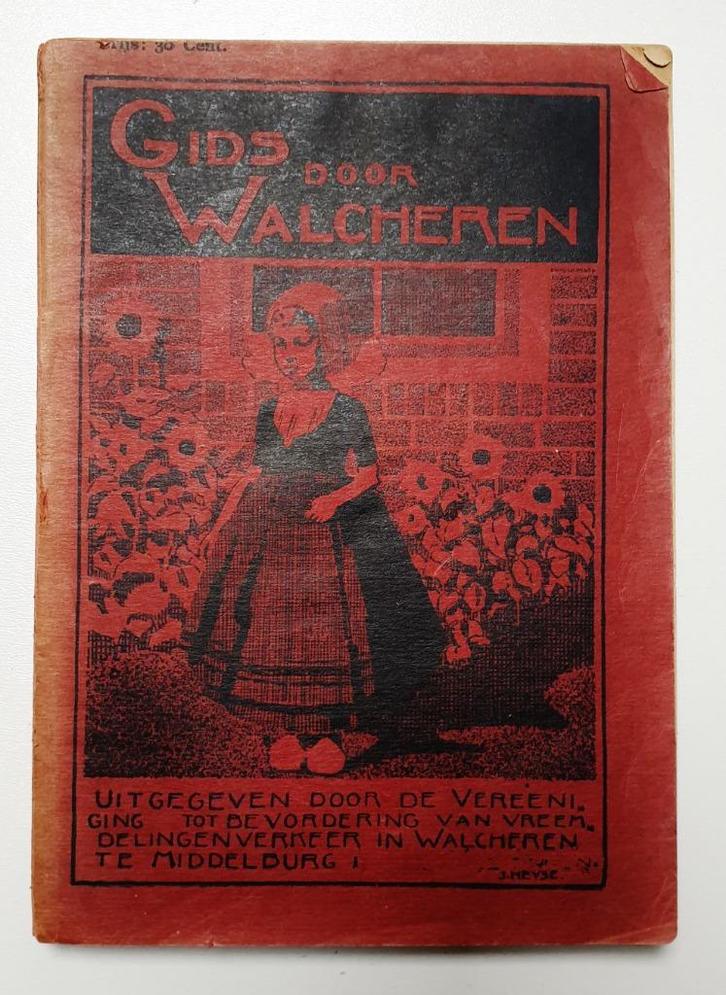 Prijs: 30 Cent.
GIDS
DOOR
WALCHEREN
UITGEGEVEN DOOR DE VEREENI-
GING TOT BEVORDERING VAN VREEM-
DELINGENVERKEER IN WALCHEREN
TE MIDDELBURG
J. HEYSE.